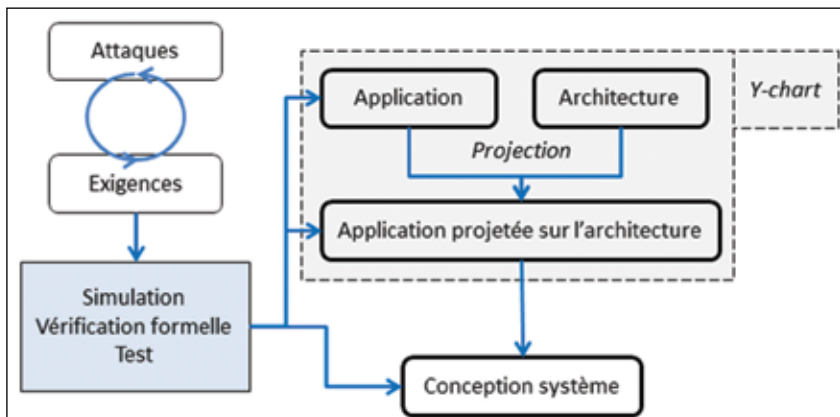 Attaques
Exigences
Simulation
Vérification formelle
Test
Application
Architecture
Y-chart
Projection
Application projetée sur l'architecture
Conception système